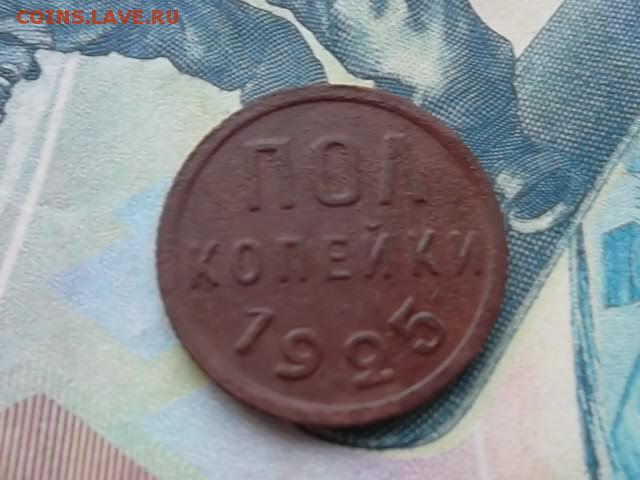 COINS.LAVE.RU
ПОЛ
КОПЕЙКИ
1925